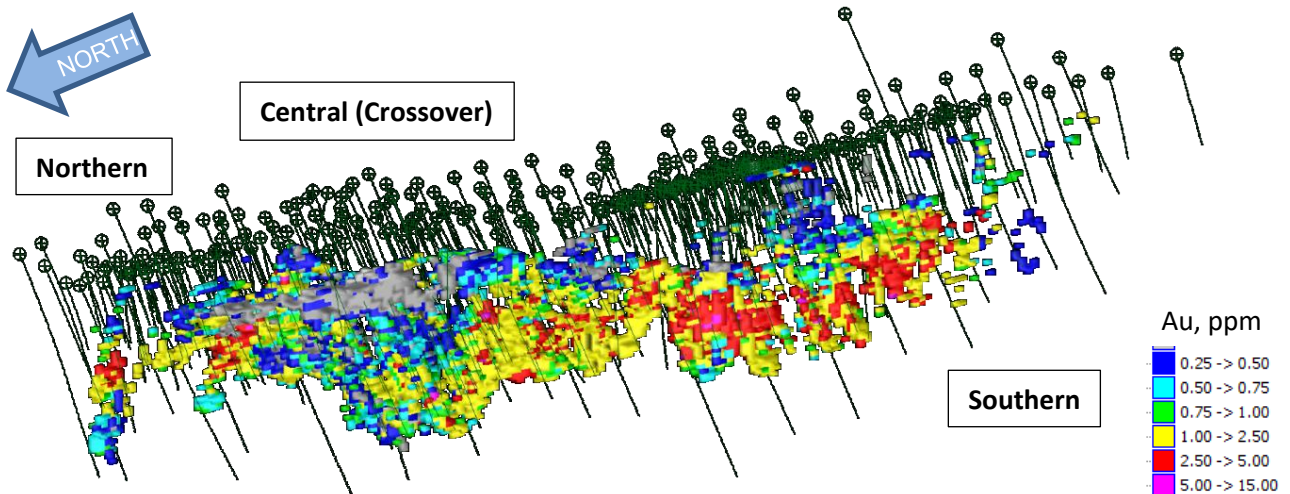 NORTH
Central (Crossover)
Northern
Southern
Au, ppm
0.25 -> 0.50
0.50 -> 0.75
0.75 -> 1.00
1.00 -> 2.50
2.50 -> 5.00
5.00 -> 15.00